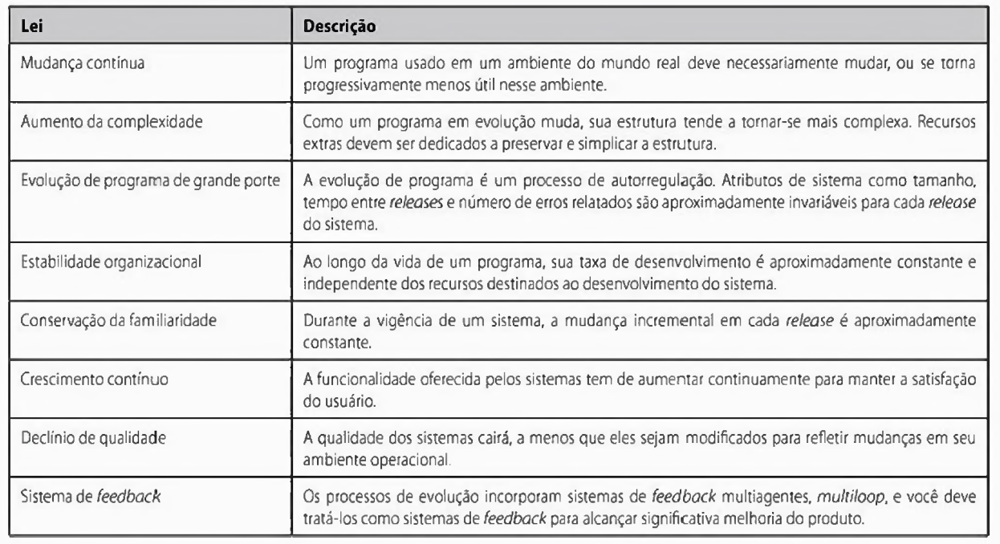 Lei Descrição
Mudança contínua Um programa usado em um ambiente do mundo real deve necessariamente mudar, ou se torna
progressivamente menos útil nesse ambiente.
Aumento da complexidade Como um programa em evolução muda, sua estrutura tende a tornar-se mais complexa. Recursos
extras devem ser dedicados a preservar e simplicar a estrutura.
Evolução de programa de grande porte A evolução de programa é um processo de autorregulação. Atributos de sistema como tamanho,
tempo entre releases e número de erros relatados são aproximadamente invariáveis para cada release
do sistema.
Estabilidade organizacional Ao longo da vida de um programa, sua taxa de desenvolvimento é aproximadamente constante e
independente dos recursos destinados ao desenvolvimento do sistema.
Conservação da familiaridade Durante a vigência de um sistema, a mudança incremental em cada release é aproximadamente
constante.
Crescimento contínuo A funcionalidade oferecida pelos sistemas tem de aumentar continuamente para manter a satisfação
do usuário.
Declínio de qualidade A qualidade dos sistemas cairá, a menos que eles sejam modificados para refletir mudanças em seu
ambiente operacional.
Sistema de feedback Os processos de evolução incorporam sistemas de feedback multiagentes, multiloop, e você deve
tratá-los como sistemas de feedback para alcançar significativa melhoria do produto.